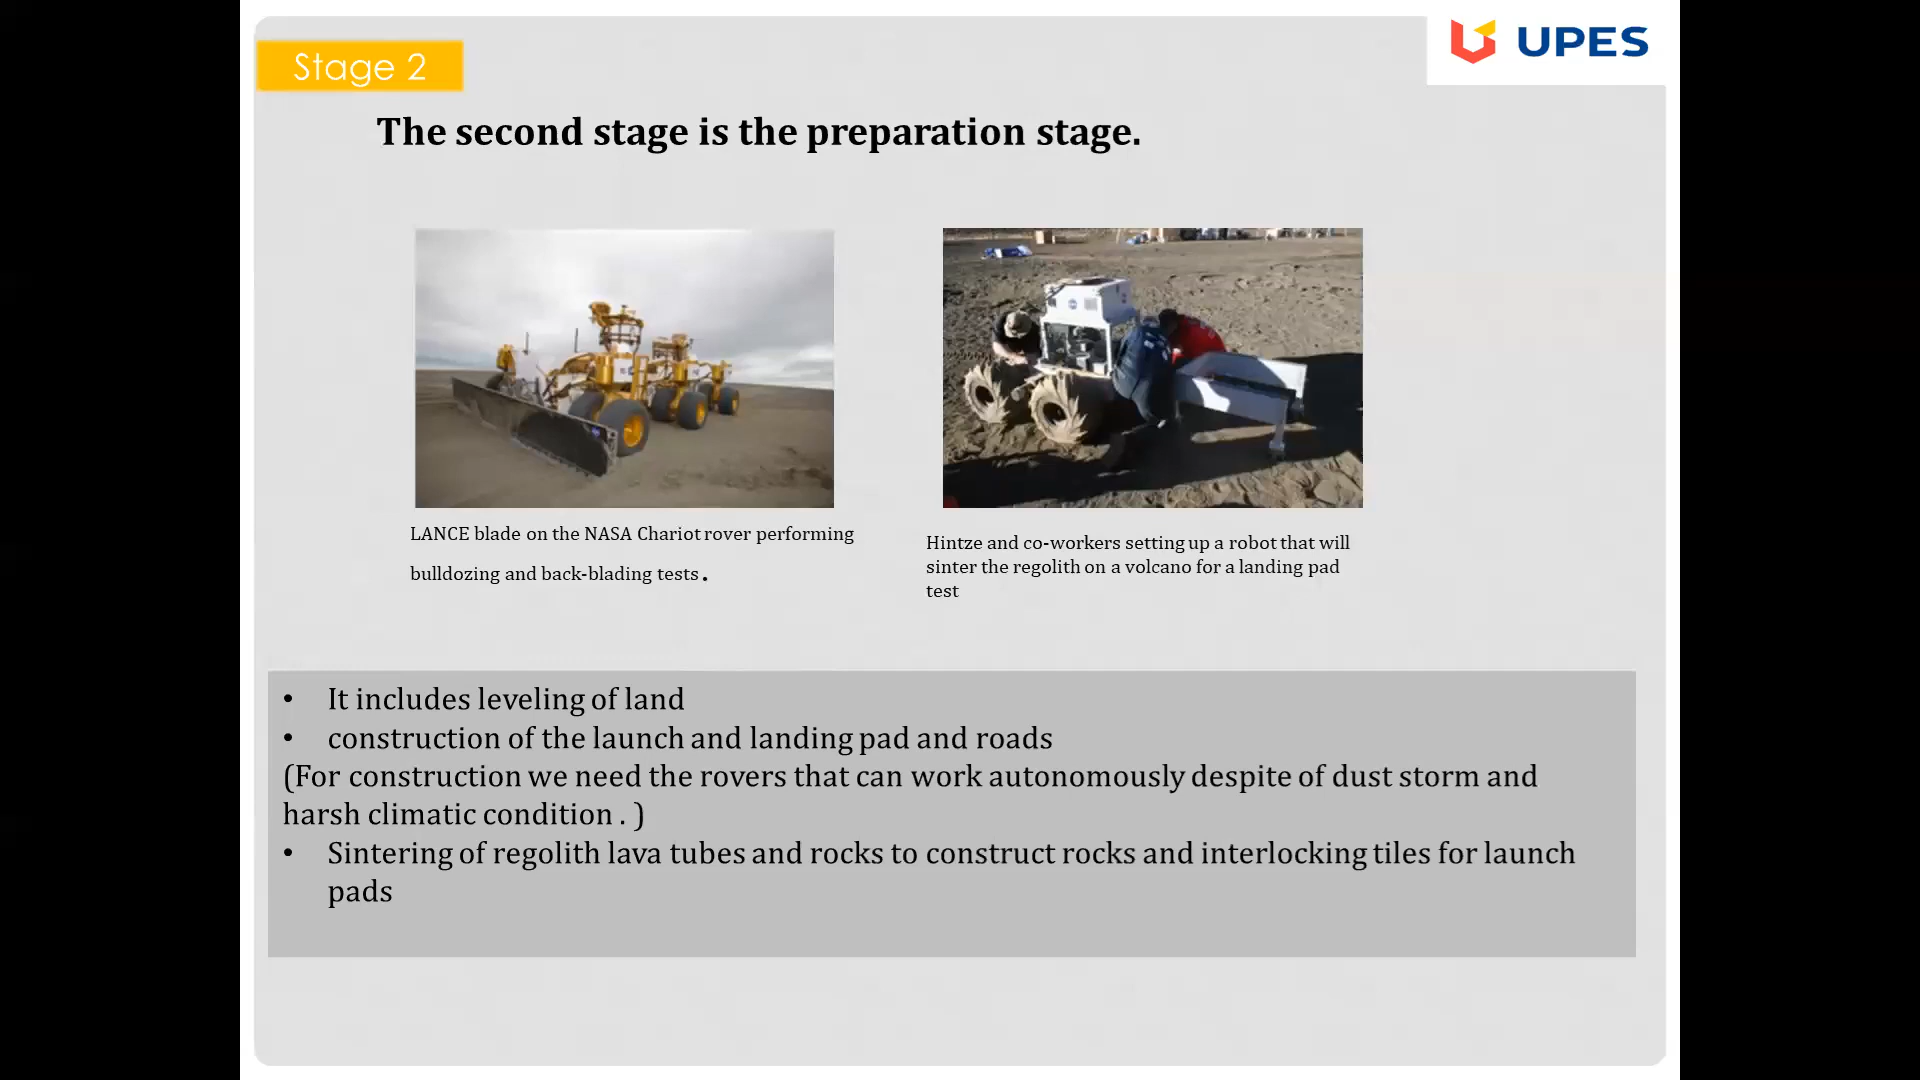 Stage 2
UPES
The second stage is the preparation stage.
LANCE blade on the NASA Chariot rover performing
bulldozing and back-blading tests.
Hintze and co-workers setting up a robot that will
sinter the regolith on a volcano for a landing pad
test
• It includes leveling of land
• construction of the launch and landing pad and roads
(For construction we need the rovers that can work autonomously despite of dust storm and
harsh climatic condition . )
• Sintering of regolith lava tubes and rocks to construct rocks and interlocking tiles for launch
pads